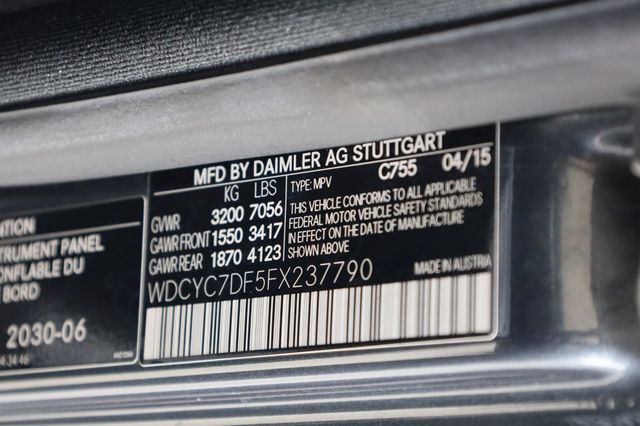 MFD BY DAIMLER AG STUTTGART
KG LBS TYPE: MPV C755 04/15
GVWR 3200 7056
GAWR FRONT 1550 3417
GAWR REAR 1870 4123
THIS VEHICLE CONFORMS TO ALL APPLICABLE
FEDERAL MOTOR VEHICLE SAFETY STANDARDS
IN EFFECT ON THE DATE OF MANUFACTURE
SHOWN ABOVE
WDCYC7DF5FX237790 MADE IN AUSTRIA
NTION
STRUMENT PANEL
ONFLABLE DU
BORD
2030-06